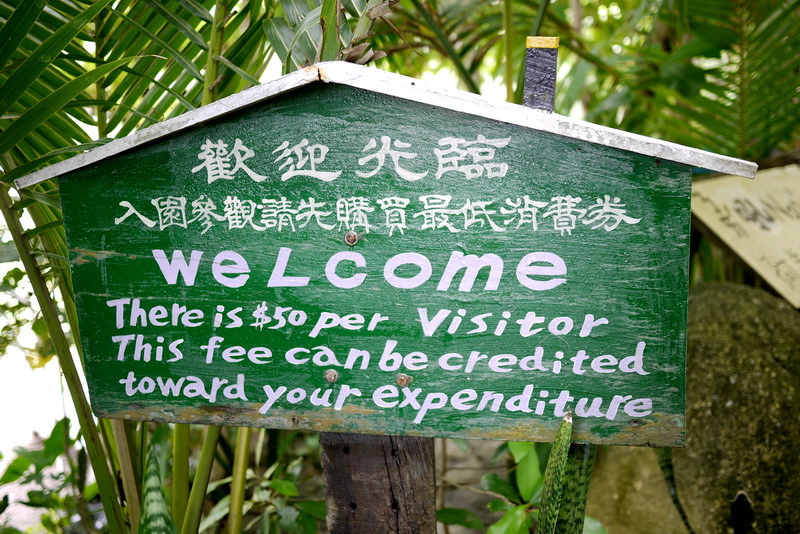 歡迎光臨
入園參觀請先購買最低消費券
WeLcome
There is $50 per Visitor
This fee can be credited
toward your expenditure